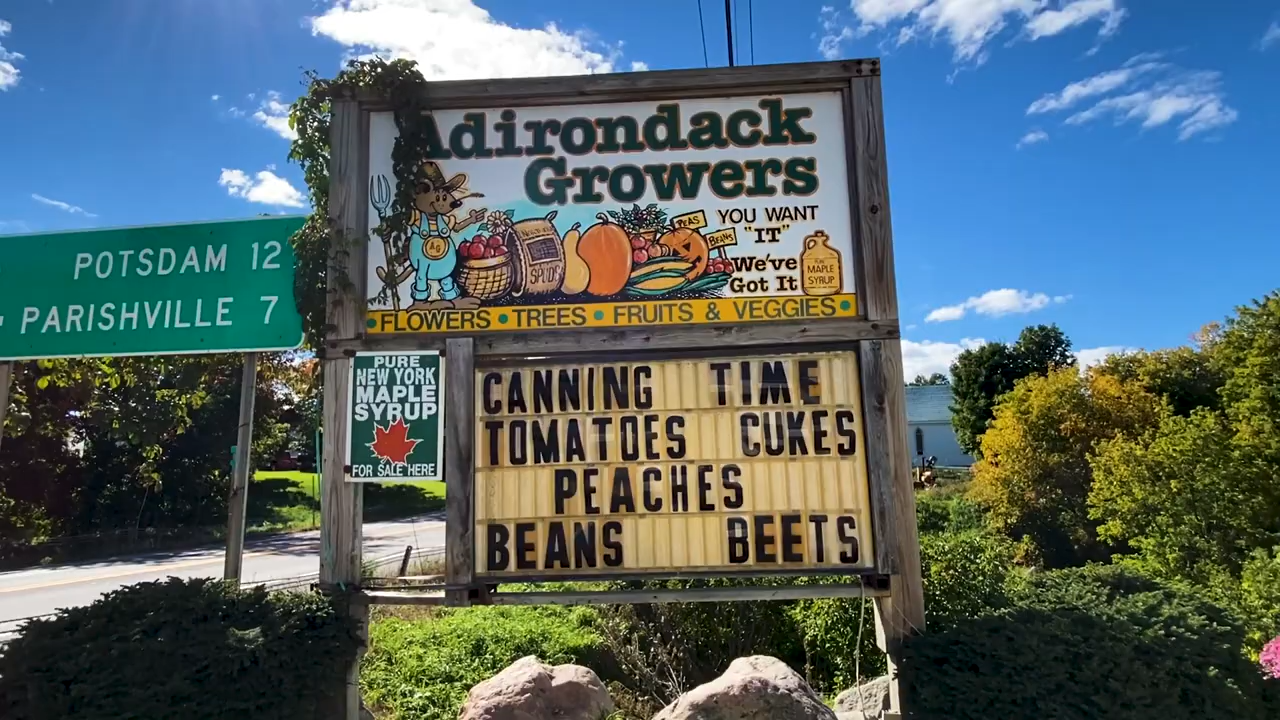 Adirondack
Growers
PEAS
BEANS
YOU WANT
"IT"
We've
Got It
PURE
MAPLE
SYRUP
AG
SPUDS
FLOWERS • TREES • FRUITS & VEGGIES
POTSDAM 12
PARISHVILLE 7
PURE
NEW YORK
MAPLE
SYRUP
FOR SALE HERE
CANNING TIME
TOMATOES CUKES
PEACHES
BEANS BEETS